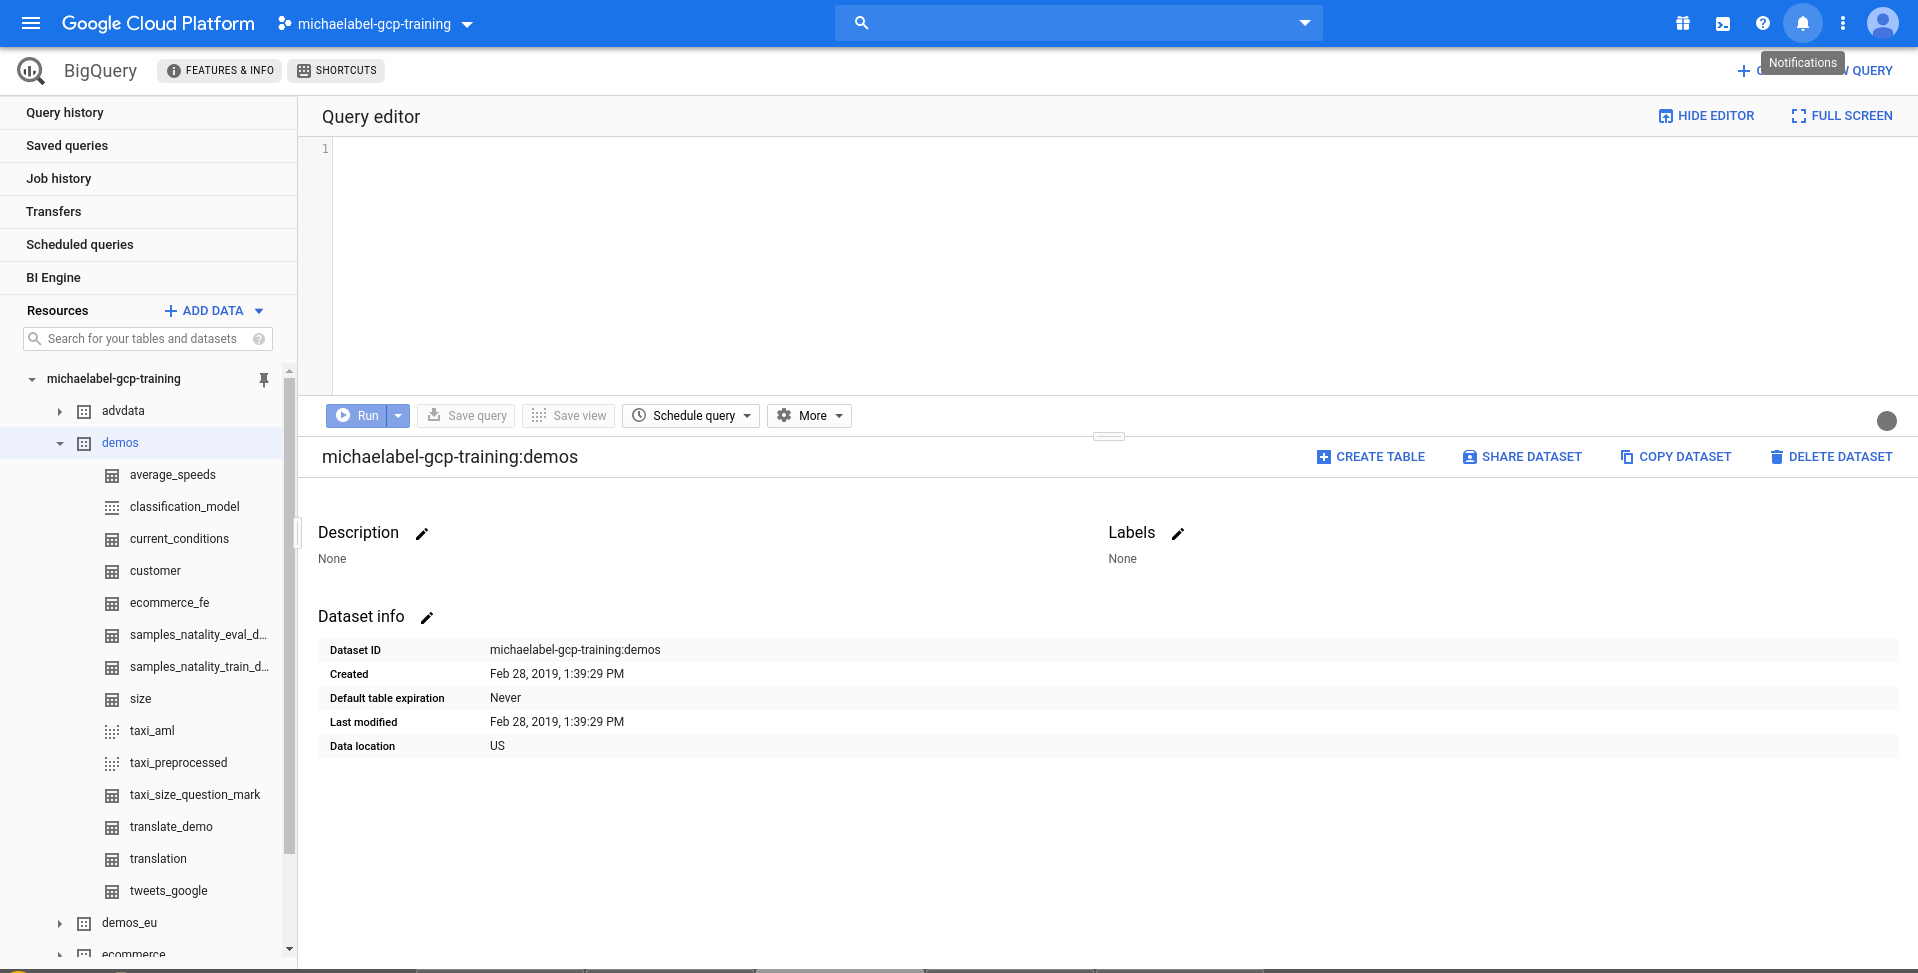 Google Cloud Platform
michaelabel-gcp-training
BigQuery
FEATURES & INFO
SHORTCUTS
Notifications
QUERY
Query history
Saved queries
Job history
Transfers
Scheduled queries
BI Engine
Resources
ADD DATA
Search for your tables and datasets
michaelabel-gcp-training
advdata
demos
average_speeds
classification_model
current_conditions
customer
ecommerce_fe
samples_natality_eval_d...
samples_natality_train_d...
size
taxi_aml
taxi_preprocessed
taxi_size_question_mark
translate_demo
translation
tweets_google
demos_eu
ecommerce
Query editor
HIDE EDITOR
FULL SCREEN
1
Run
Save query
Save view
Schedule query
More
michaelabel-gcp-training:demos
CREATE TABLE
SHARE DATASET
COPY DATASET
DELETE DATASET
Description
None
Labels
None
Dataset info
Dataset ID michaelabel-gcp-training:demos
Created Feb 28, 2019, 1:39:29 PM
Default table expiration Never
Last modified Feb 28, 2019, 1:39:29 PM
Data location US